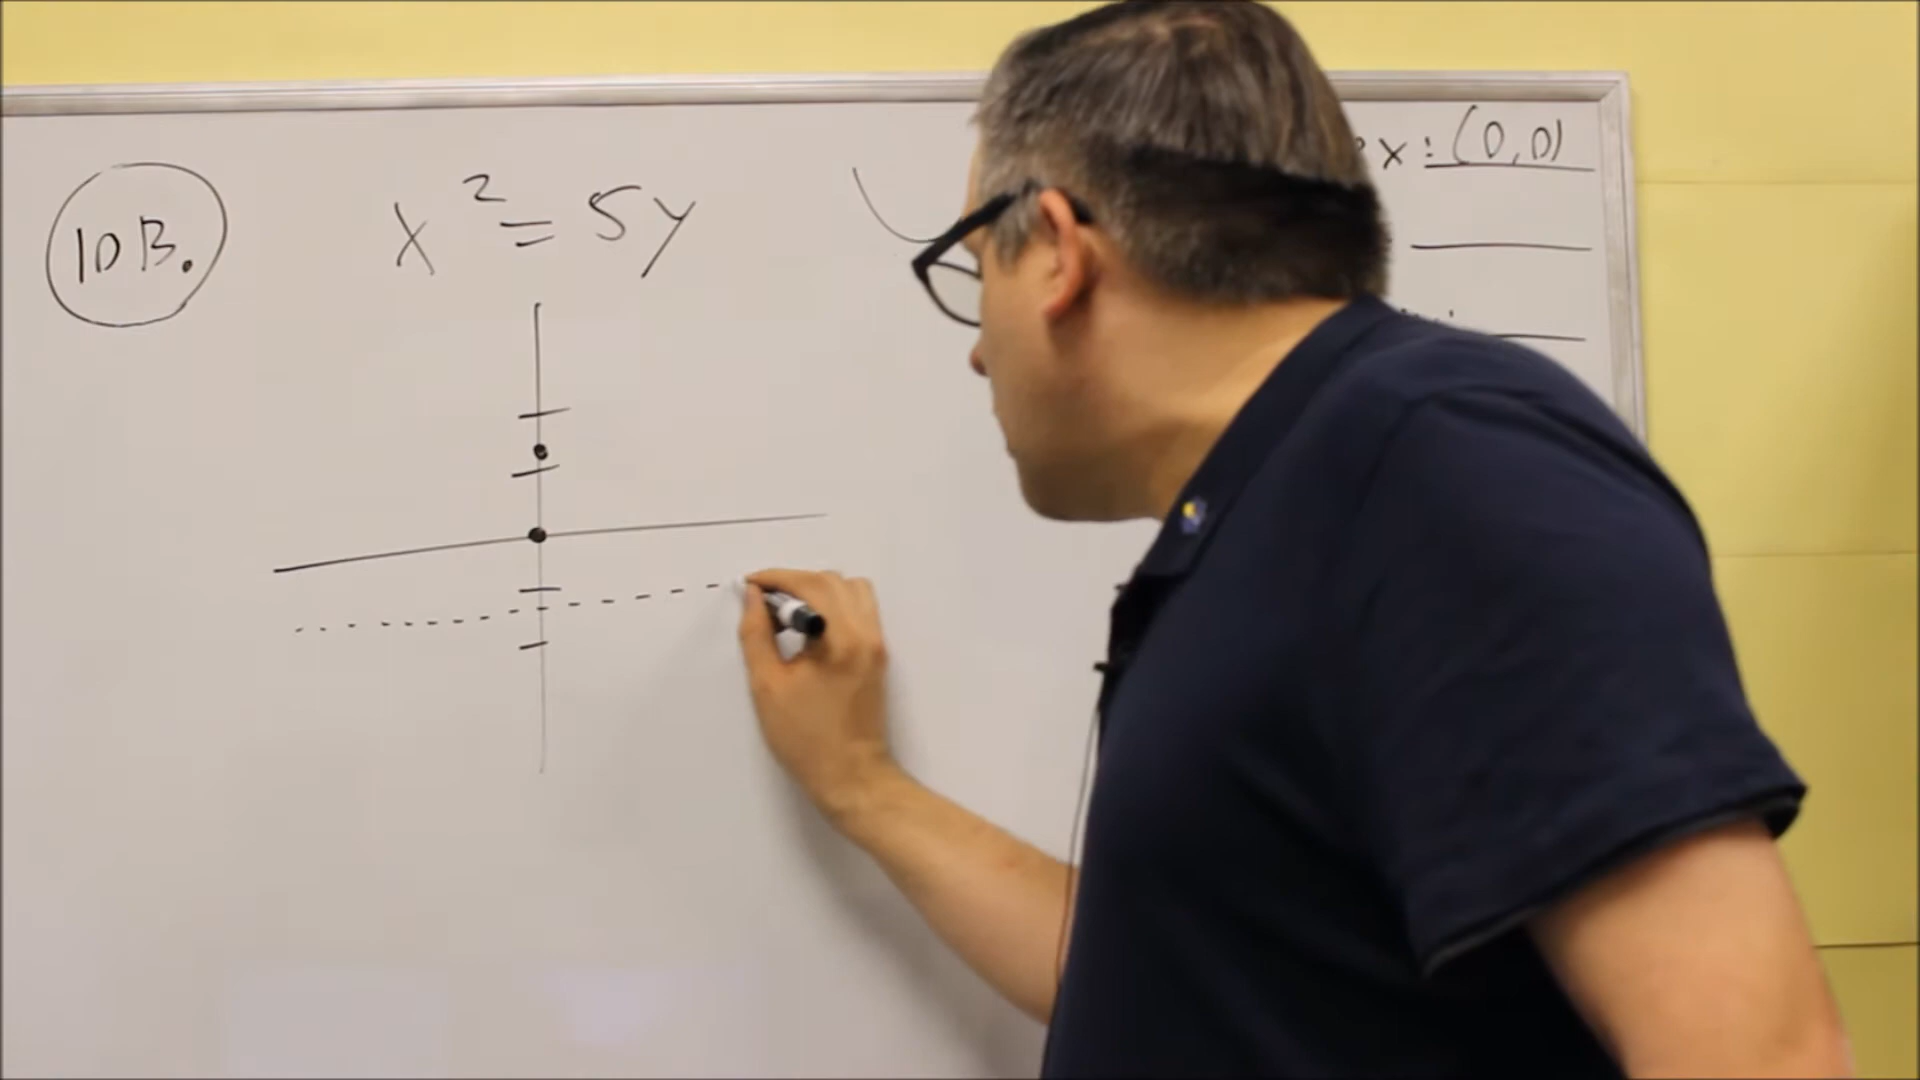 10B.
x² = 5y
x: (0,0)